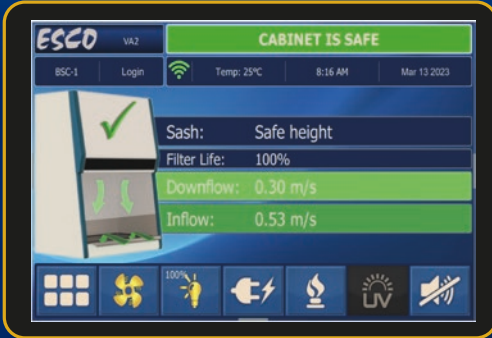 ESCO VA2 CABINET IS SAFE
BSC-1 Login Temp: 25°C 8:16 AM Mar 13 2023
Sash: Safe height
Filter Life: 100%
Downflow: 0.30 m/s
Inflow: 0.53 m/s
100%
UV